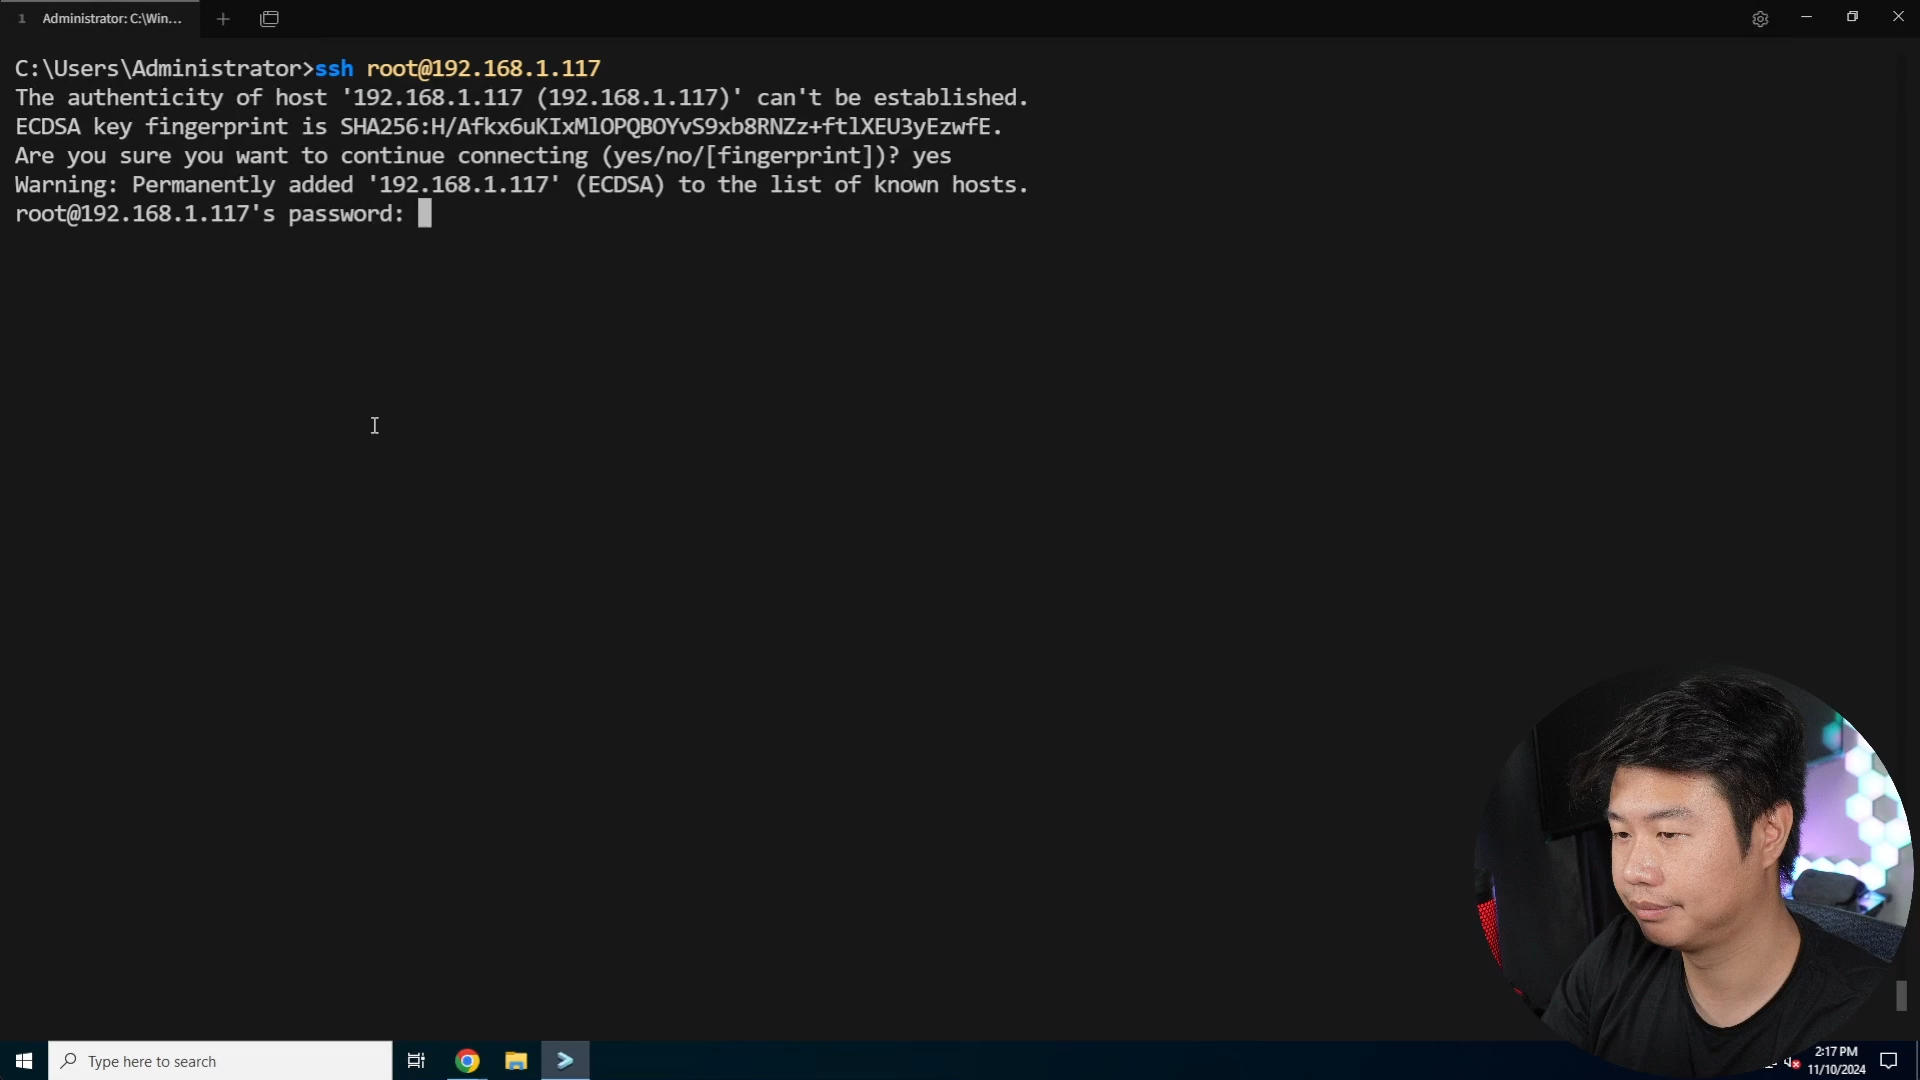 1 Administrator: C:\Win...
C:\Users\Administrator>ssh root@192.168.1.117
The authenticity of host '192.168.1.117 (192.168.1.117)' can't be established.
ECDSA key fingerprint is SHA256:H/Afkx6uKIxMlOPQBOYvS9xb8RNZz+ftlXEU3yEzwfE.
Are you sure you want to continue connecting (yes/no/[fingerprint])? yes
Warning: Permanently added '192.168.1.117' (ECDSA) to the list of known hosts.
root@192.168.1.117's password:
Type here to search
2:17 PM
11/10/2024